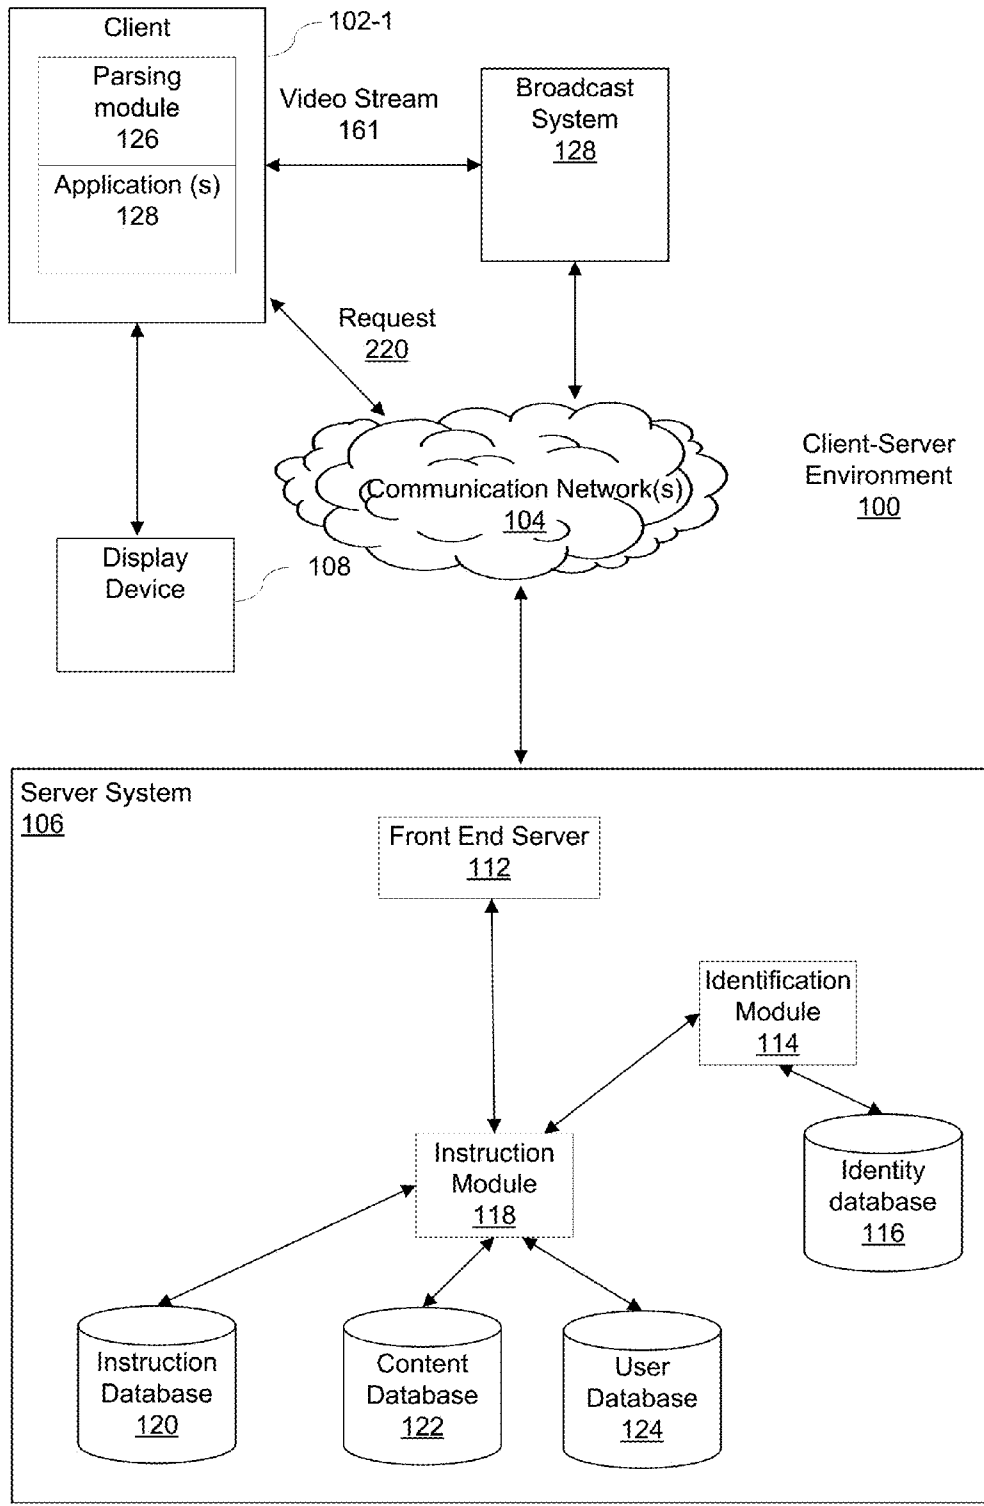 Client
102-1
Parsing
module
126
Application (s)
128
Video Stream
161
Broadcast
System
128
Request
220
Communication Network(s)
104
Client-Server
Environment
100
Display
Device
108
Server System
106
Front End Server
112
Identification
Module
114
Identity
database
116
Instruction
Module
118
Instruction
Database
120
Content
Database
122
User
Database
124